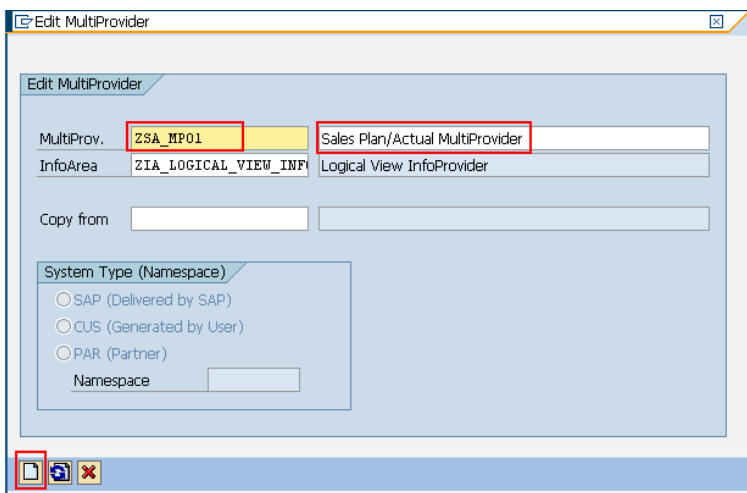 Edit MultiProvider
Edit MultiProvider
MultiProv. ZSA_MP01 Sales Plan/Actual MultiProvider
InfoArea ZIA_LOGICAL_VIEW_INF Logical View InfoProvider
Copy from
System Type (Namespace)
SAP (Delivered by SAP)
CUS (Generated by User)
PAR (Partner)
Namespace